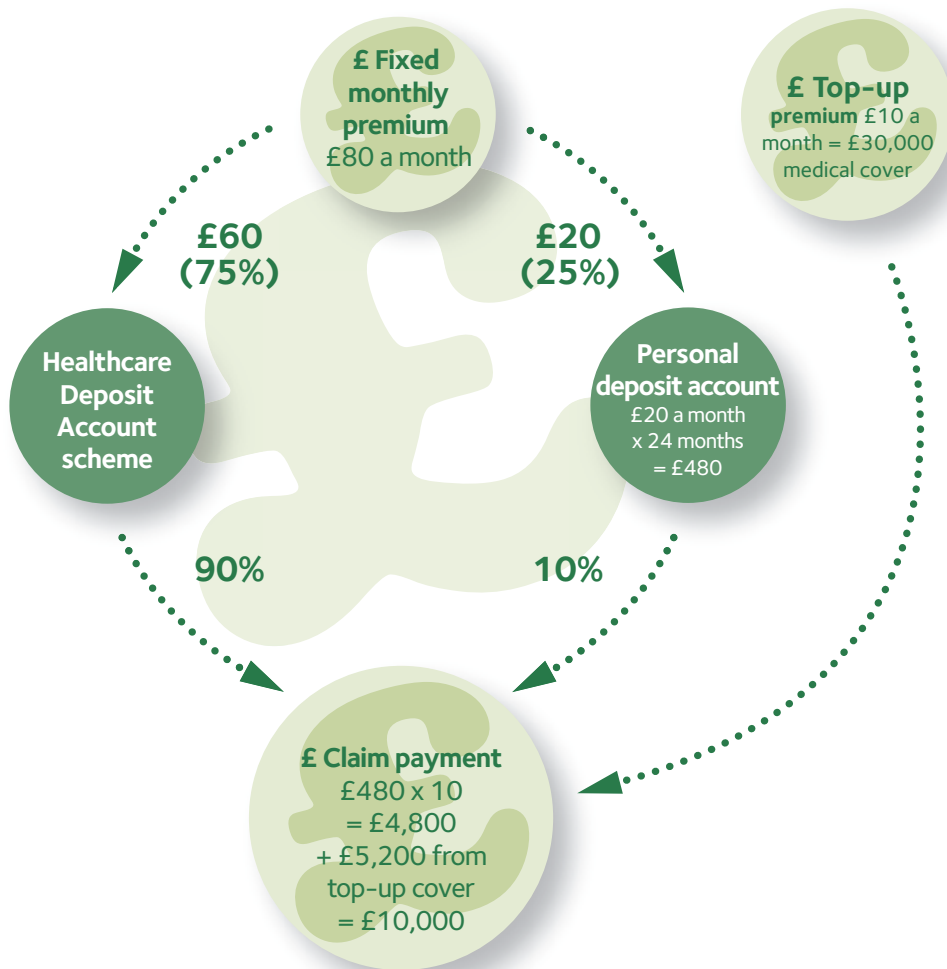 £ Fixed
monthly
premium
£80 a month
£ Top-up
premium £10 a
month = £30,000
medical cover
£60
(75%)
£20
(25%)
Healthcare
Deposit
Account
scheme
Personal
deposit account
£20 a month
x 24 months
= £480
90%
10%
£ Claim payment
£480 x 10
= £4,800
+ £5,200 from
top-up cover
= £10,000